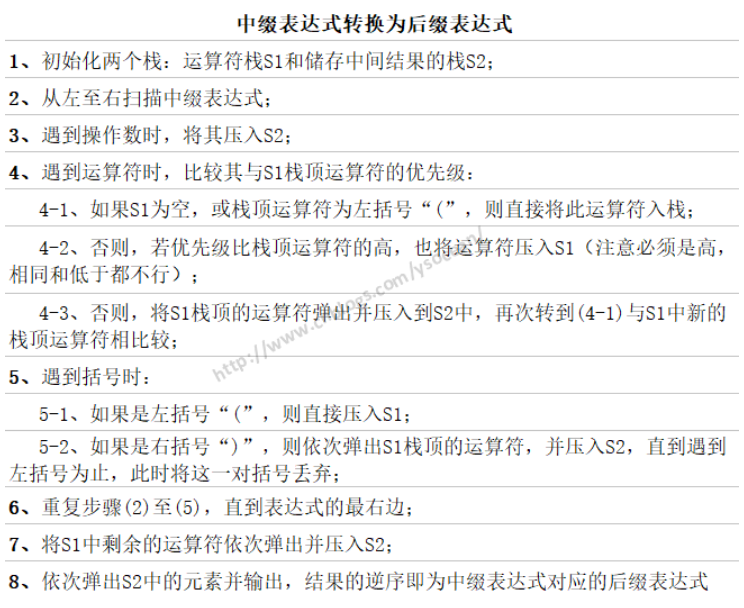 中缀表达式转换为后缀表达式
1、初始化两个栈：运算符栈S1和储存中间结果的栈S2；
2、从左至右扫描中缀表达式；
3、遇到操作数时，将其压入S2；
4、遇到运算符时，比较其与S1栈顶运算符的优先级：
4-1、如果S1为空，或栈顶运算符为左括号“(”，则直接将此运算符入栈；
4-2、否则，若优先级比栈顶运算符的高，也将运算符压入S1（注意必须是高，
相同和低于都不行）；
4-3、否则，将S1栈顶的运算符弹出并压入到S2中，再次转到(4-1)与S1中新的
栈顶运算符相比较；
5、遇到括号时：
5-1、如果是左括号“(”，则直接压入S1；
5-2、如果是右括号“)”，则依次弹出S1栈顶的运算符，并压入S2，直到遇到
左括号为止，此时将这一对括号丢弃；
6、重复步骤(2)至(5)，直到表达式的最右边；
7、将S1中剩余的运算符依次弹出并压入S2；
8、依次弹出S2中的元素并输出，结果的逆序即为中缀表达式对应的后缀表达式